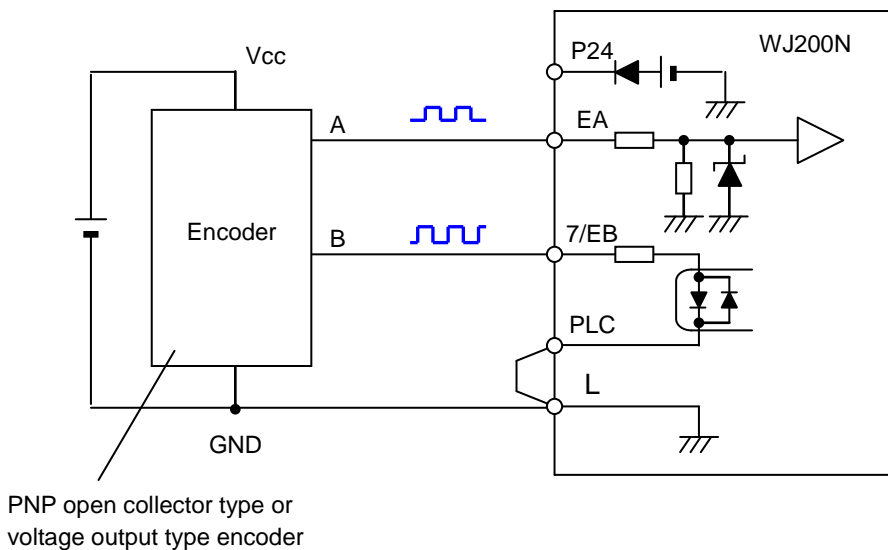 WJ200N
P24
Vcc
A
EA
Encoder
B
7/EB
PLC
L
GND
PNP open collector type or
voltage output type encoder